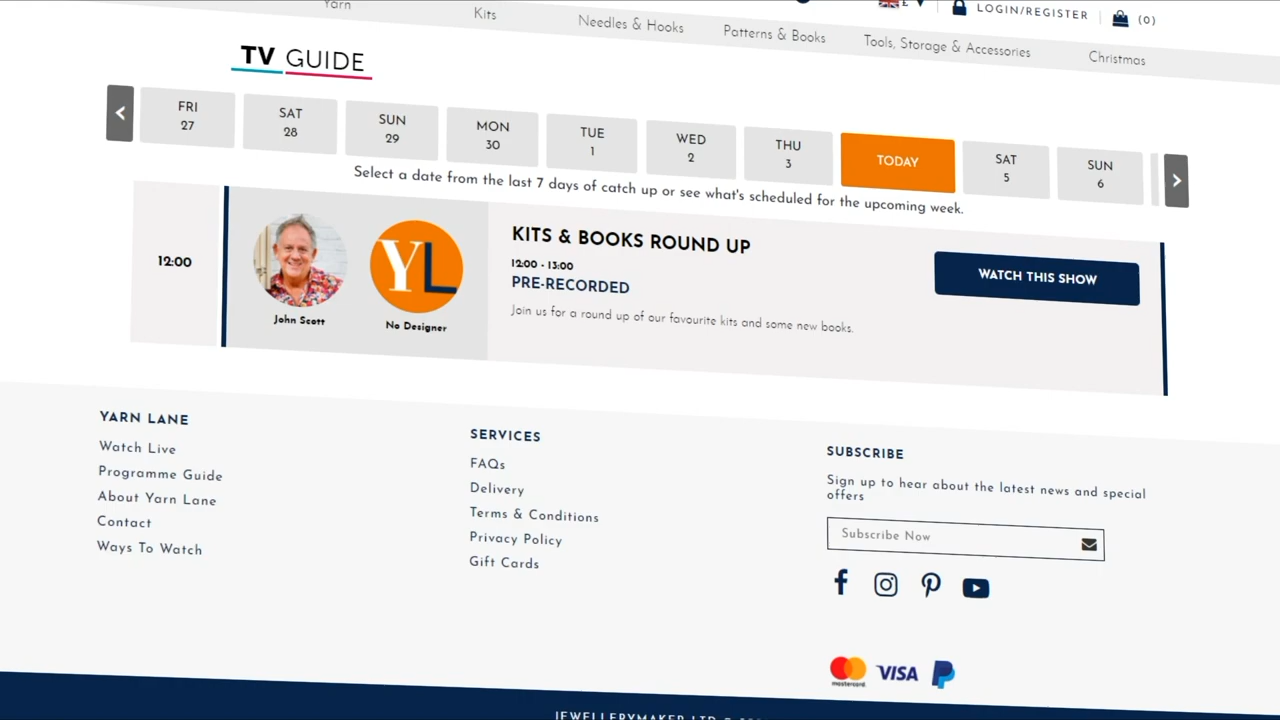 Yarn
Kits
Needles & Hooks
Patterns & Books
Tools, Storage & Accessories
Christmas
£
LOGIN/REGISTER
(0)
TV GUIDE
FRI
27
SAT
28
SUN
29
MON
30
TUE
1
WED
2
THU
3
TODAY
SAT
5
SUN
6
Select a date from the last 7 days of catch up or see what's scheduled for the upcoming week.
12:00
YL
John Scott
No Designer
KITS & BOOKS ROUND UP
12:00 - 13:00
PRE-RECORDED
Join us for a round up of our favourite kits and some new books.
WATCH THIS SHOW
YARN LANE
Watch Live
Programme Guide
About Yarn Lane
Contact
Ways To Watch
SERVICES
FAQs
Delivery
Terms & Conditions
Privacy Policy
Gift Cards
SUBSCRIBE
Sign up to hear about the latest news and special
offers
Subscribe Now
mastercard
VISA
JEWELLERYMAKER LTD ©